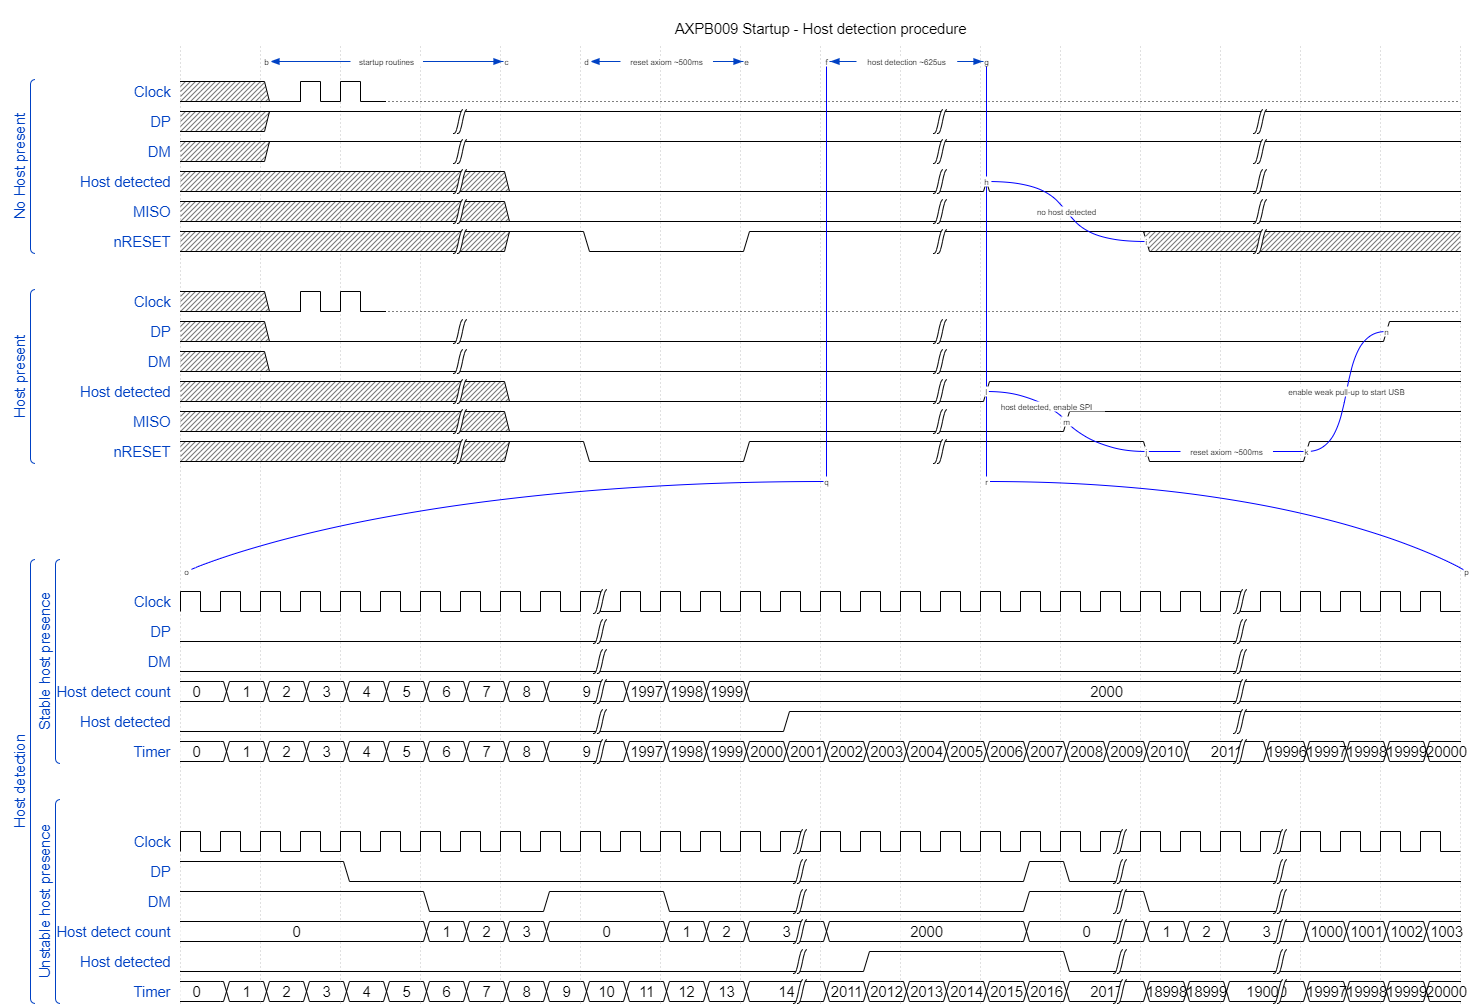 AXPB009 Startup - Host detection procedure
b startup routines c d reset axiom ~500ms e f host detection ~625us g
No Host present
Clock
DP
DM
Host detected h
MISO no host detected
nRESET i
Host present
Clock
DP n
DM
Host detected l enable weak pull-up to start USB
host detected, enable SPI
MISO m
nRESET j reset axiom ~500ms k
q r
o p
Host detection
Stable host presence
Clock
DP
DM
Host detect count 0 1 2 3 4 5 6 7 8 9 1997 1998 1999 2000
Host detected
Timer 0 1 2 3 4 5 6 7 8 9 1997 1998 1999 2000 2001 2002 2003 2004 2005 2006 2007 2008 2009 2010 2011 19996 19997 19998 19999 20000
Unstable host presence
Clock
DP
DM
Host detect count 0 1 2 3 0 1 2 3 2000 0 1 2 3 1000 1001 1002 1003
Host detected
Timer 0 1 2 3 4 5 6 7 8 9 10 11 12 13 14 2011 2012 2013 2014 2015 2016 2017 18998 18999 19000 19997 19998 19999 20000